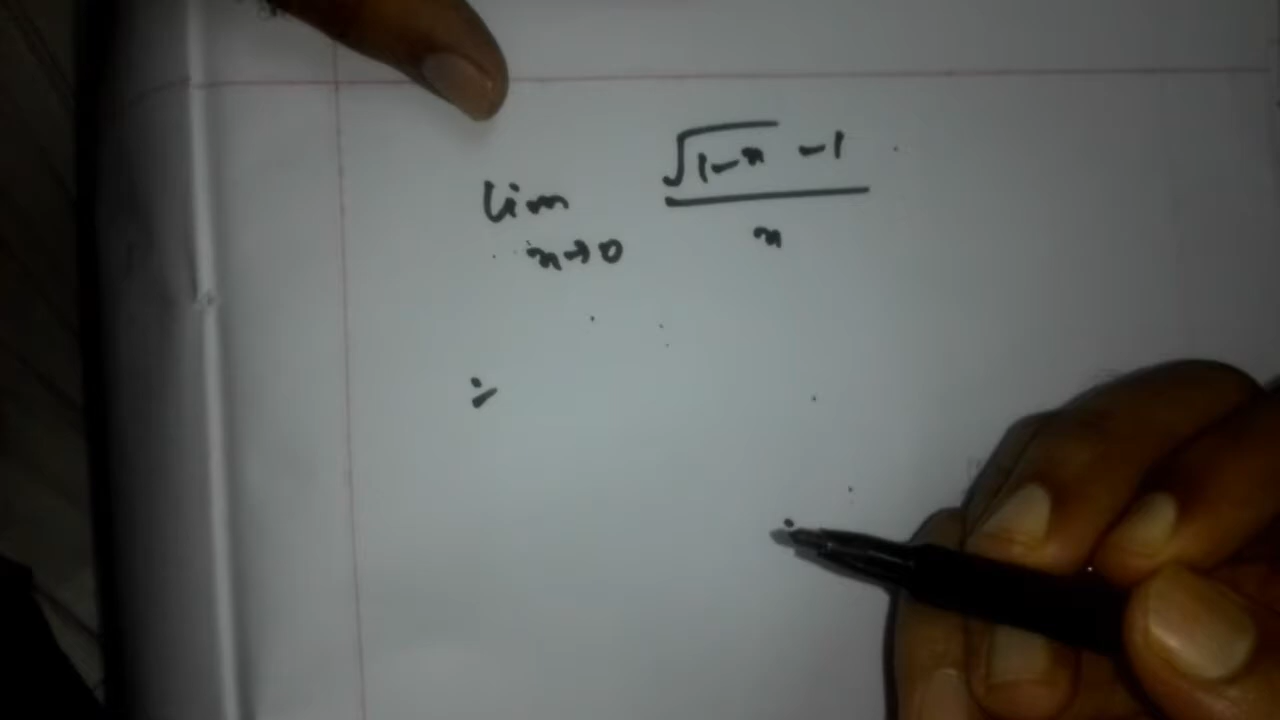 lim x→0 (√(1-x) - 1)/x